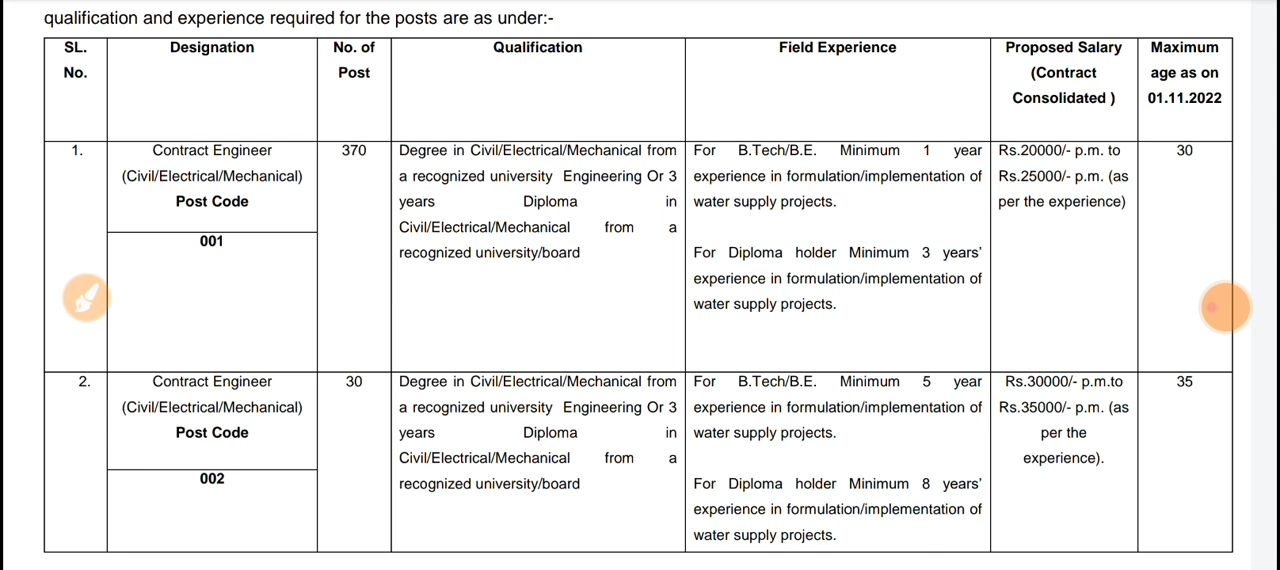 qualification and experience required for the posts are as under:-
SL. No.
Designation
No. of Post
Qualification
Field Experience
Proposed Salary (Contract Consolidated )
Maximum age as on 01.11.2022
1.
Contract Engineer
(Civil/Electrical/Mechanical)
Post Code
001
370
Degree in Civil/Electrical/Mechanical from
a recognized university Engineering Or 3
years Diploma in
Civil/Electrical/Mechanical from a
recognized university/board
For B.Tech/B.E. Minimum 1 year
experience in formulation/implementation of
water supply projects.
For Diploma holder Minimum 3 years'
experience in formulation/implementation of
water supply projects.
Rs.20000/- p.m. to
Rs.25000/- p.m. (as
per the experience)
30
2.
Contract Engineer
(Civil/Electrical/Mechanical)
Post Code
002
30
Degree in Civil/Electrical/Mechanical from
a recognized university Engineering Or 3
years Diploma in
Civil/Electrical/Mechanical from a
recognized university/board
For B.Tech/B.E. Minimum 5 year
experience in formulation/implementation of
water supply projects.
For Diploma holder Minimum 8 years'
experience in formulation/implementation of
water supply projects.
Rs.30000/- p.m.to
Rs.35000/- p.m. (as
per the
experience).
35